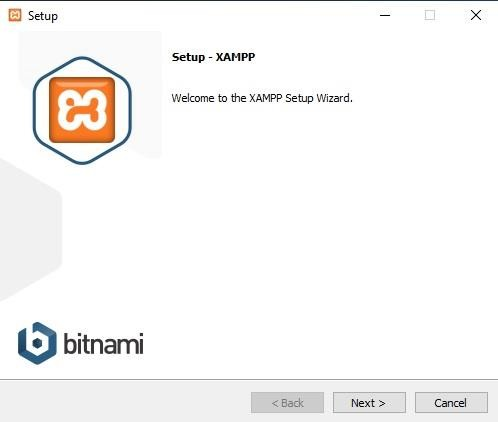 Setup
Setup - XAMPP
Welcome to the XAMPP Setup Wizard.
bitnami
< Back
Next >
Cancel